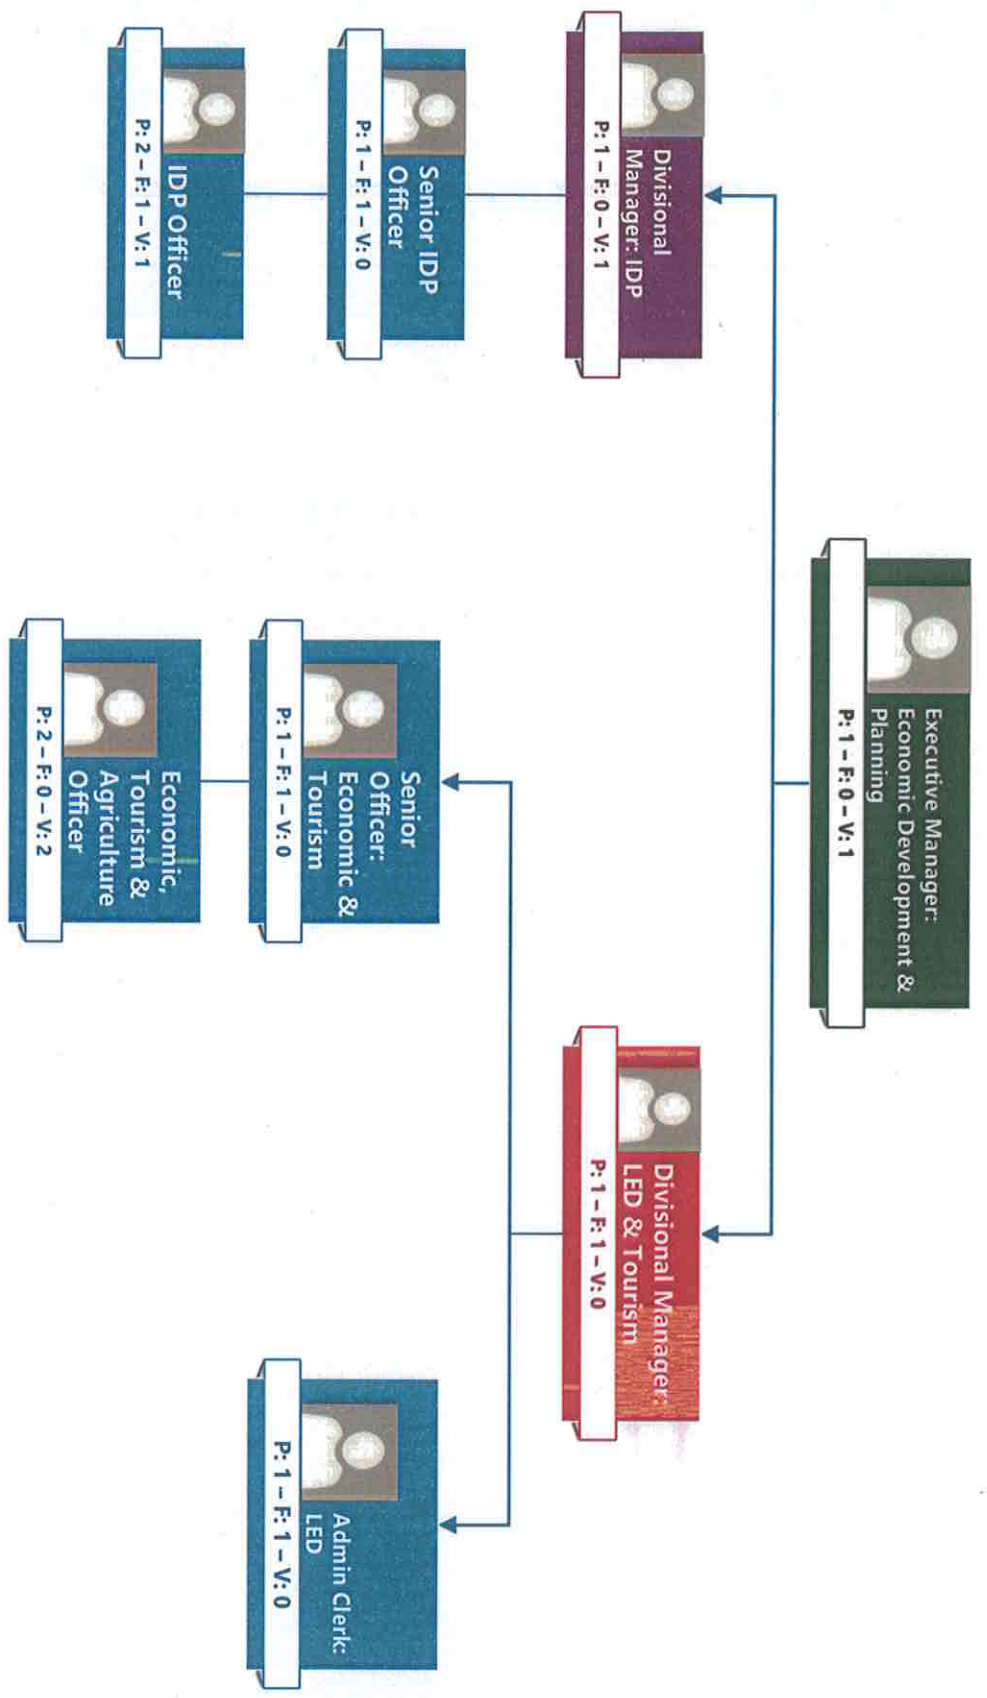 Executive Manager:
Economic Development &
Planning
P: 1 – F: 0 – V: 1
Divisional
Manager: IDP
P: 1 – F: 0 – V: 1
Senior IDP
Officer
P: 1 – F: 1 – V: 0
IDP Officer
P: 2 – F: 1 – V: 1
Divisional Manager:
LED & Tourism
P: 1 – F: 1 – V: 0
Senior
Officer:
Economic &
Tourism
P: 1 – F: 1 – V: 0
Economic,
Tourism &
Agriculture
Officer
P: 2 – F: 0 – V: 2
Admin Clerk:
LED
P: 1 – F: 1 – V: 0